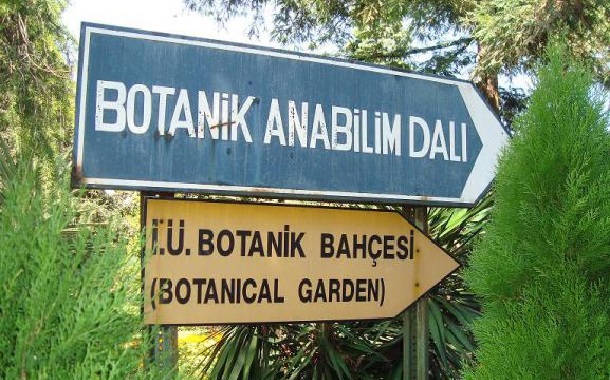 BOTANİK ANABİLİM DALI
İ.Ü. BOTANİK BAHÇESİ
(BOTANICAL GARDEN)